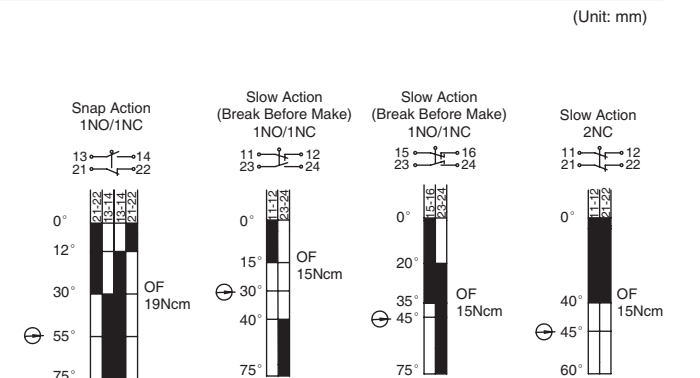 (Unit: mm)
Snap Action
1NO/1NC
13 14
21 22
21-22 13-14 13-14 21-22
0°
12°
30°
55°
75°
OF
19Ncm
Slow Action
(Break Before Make)
1NO/1NC
11 12
23 24
11-12 23-24
0°
15°
30°
40°
75°
OF
15Ncm
Slow Action
(Break Before Make)
1NO/1NC
15 16
23 24
15-16 23-24
0°
20°
35°
45°
75°
OF
15Ncm
Slow Action
2NC
11 12
21 22
11-12 21-22
0°
40°
45°
60°
OF
15Ncm